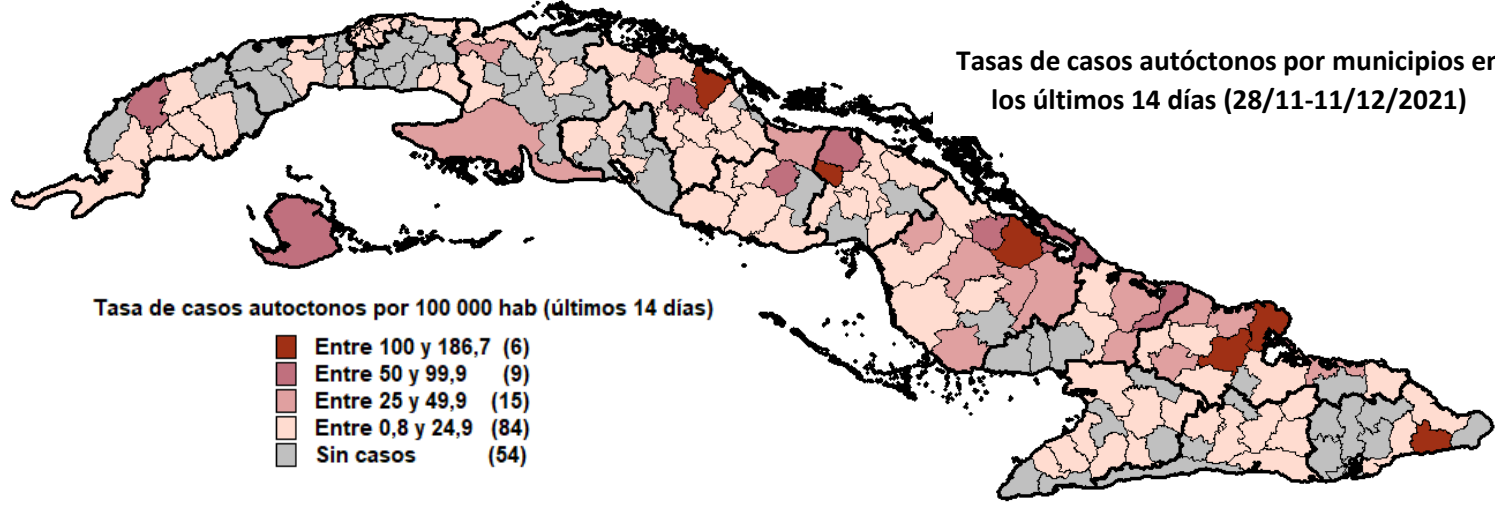 Tasas de casos autóctonos por municipios en
los últimos 14 días (28/11-11/12/2021)
Tasa de casos autoctonos por 100 000 hab (últimos 14 días)
Entre 100 y 186,7 (6)
Entre 50 y 99,9 (9)
Entre 25 y 49,9 (15)
Entre 0,8 y 24,9 (84)
Sin casos (54)